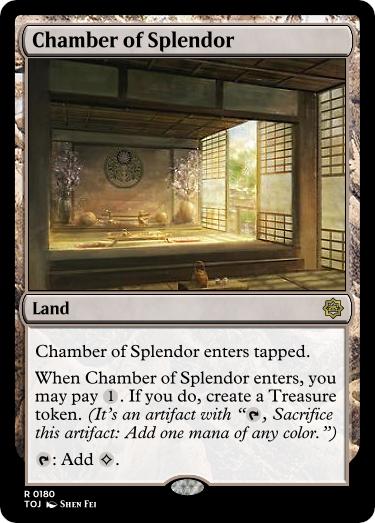 Chamber of Splendor
Land
Chamber of Splendor enters tapped.
When Chamber of Splendor enters, you
may pay 1. If you do, create a Treasure
token. (It's an artifact with “T, Sacrifice
this artifact: Add one mana of any color.”)
T: Add C.
R 0180
TOJ Shen Fei